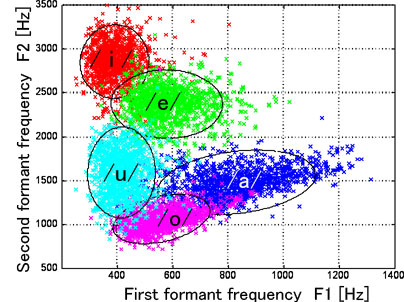 3500
3000
2500
2000
1500
1000
500
Second formant frequency F2 [Hz]
/ i /
/ e /
/ u /
/ a /
/ o /
400 600 800 1000 1200 1400
First formant frequency F1 [Hz]